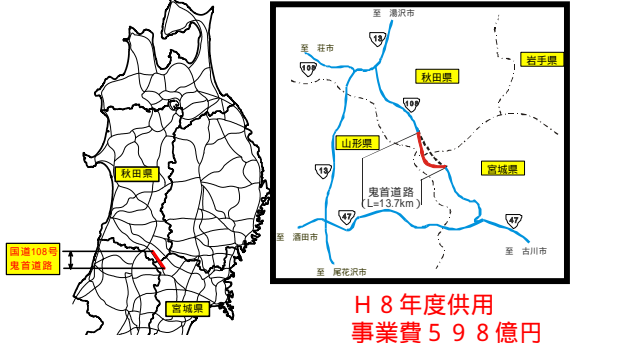 秋田県
国道108号
鬼首道路
宮城県
至　湯沢市
13
至　荘市
108
秋田県
岩手県
108
山形県
宮城県
13
鬼首道路
（L=13.7km）
47
47
至　酒田市
至　古川市
至　尾花沢市
Ｈ８年度供用
事業費５９８億円